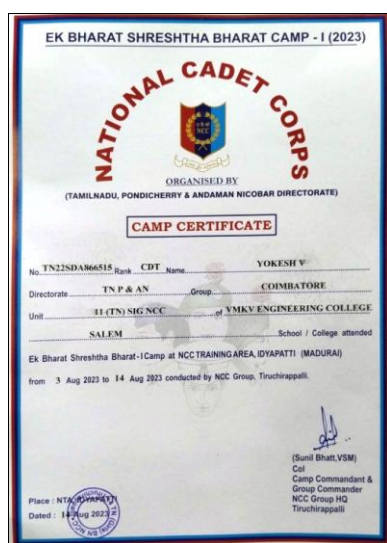 EK BHARAT SHRESHTHA BHARAT CAMP - I (2023)
NATIONAL CADET CORPS
NCC
ORGANISED BY
(TAMILNADU, PONDICHERRY & ANDAMAN NICOBAR DIRECTORATE)
CAMP CERTIFICATE
No. TN22SDA866515 Rank CDT Name YOKESH V
Directorate TN P & AN Group COIMBATORE
Unit 11 (TN) SIG NCC of VMKV ENGINEERING COLLEGE
SALEM School / College attended
Ek Bharat Shreshtha Bharat-I Camp at NCC TRAINING AREA, IDYAPATTI (MADURAI)
from 3 Aug 2023 to 14 Aug 2023 conducted by NCC Group, Tiruchirappalli.
(Sunil Bhatt,VSM)
Col
Camp Commandant &
Group Commander
NCC Group HQ
Tiruchirappalli
Place : NTA, IDYAPATTI
Dated : 14 Aug 2023